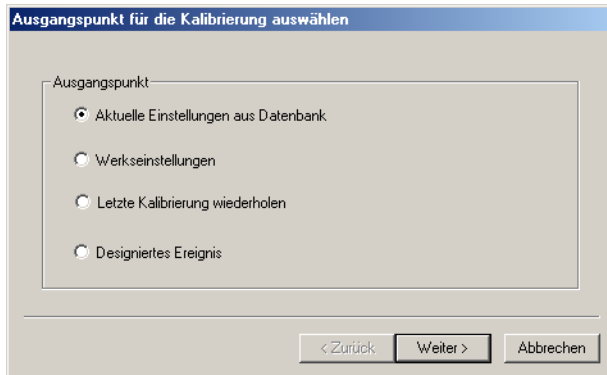 Ausgangspunkt für die Kalibrierung auswählen
Ausgangspunkt
Aktuelle Einstellungen aus Datenbank
Werkseinstellungen
Letzte Kalibrierung wiederholen
Designiertes Ereignis
< Zurück Weiter > Abbrechen